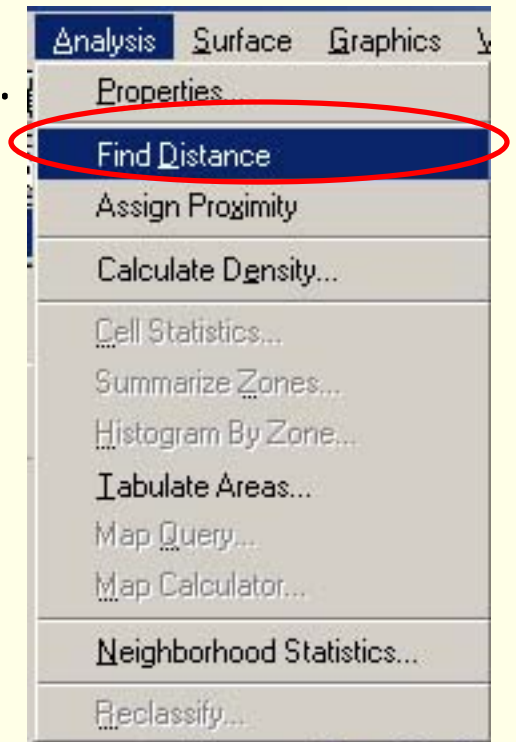 Analysis Surface Graphics
Properties...
Find Distance
Assign Proximity
Calculate Density...
Cell Statistics...
Summarize Zones...
Histogram By Zone...
Tabulate Areas...
Map Query...
Map Calculator...
Neighborhood Statistics...
Reclassify...